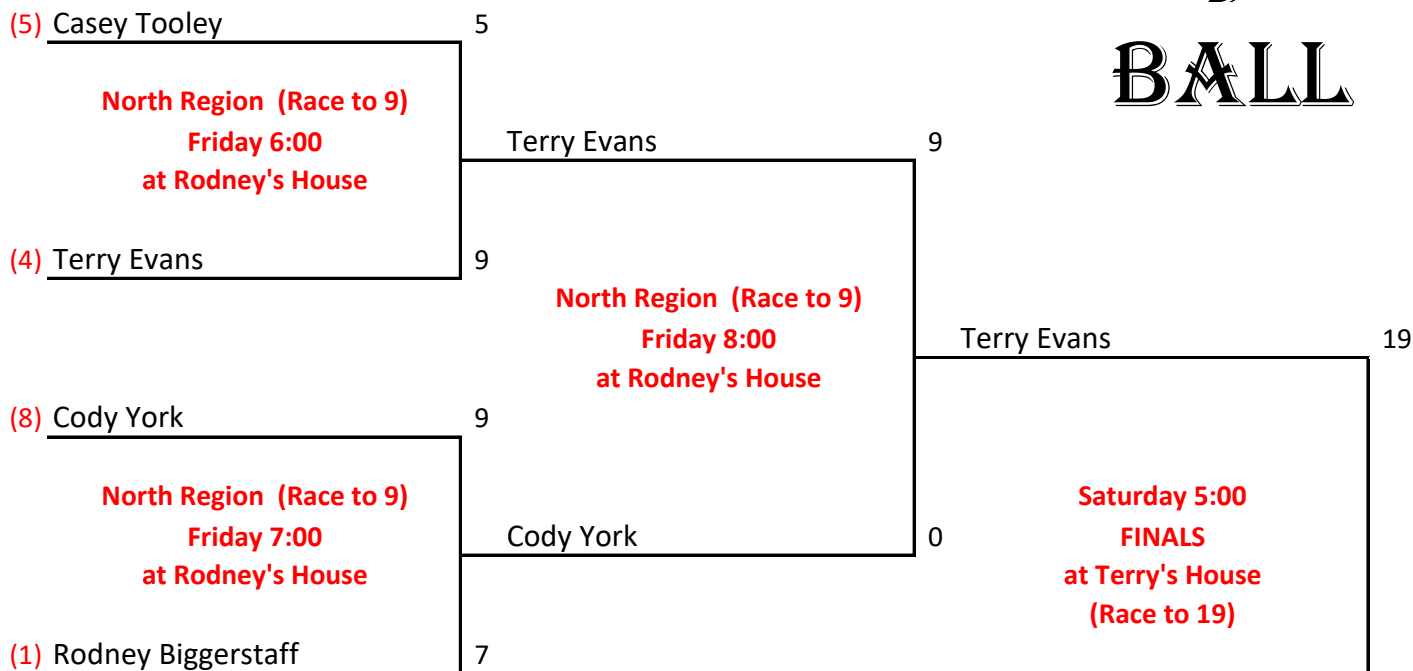 (5) Casey Tooley 5
BALL
North Region (Race to 9)
Friday 6:00
at Rodney's House
Terry Evans 9
(4) Terry Evans 9
North Region (Race to 9)
Friday 8:00
at Rodney's House
Terry Evans 19
(8) Cody York 9
North Region (Race to 9)
Friday 7:00
at Rodney's House
Cody York 0
Saturday 5:00
FINALS
at Terry's House
(Race to 19)
(1) Rodney Biggerstaff 7